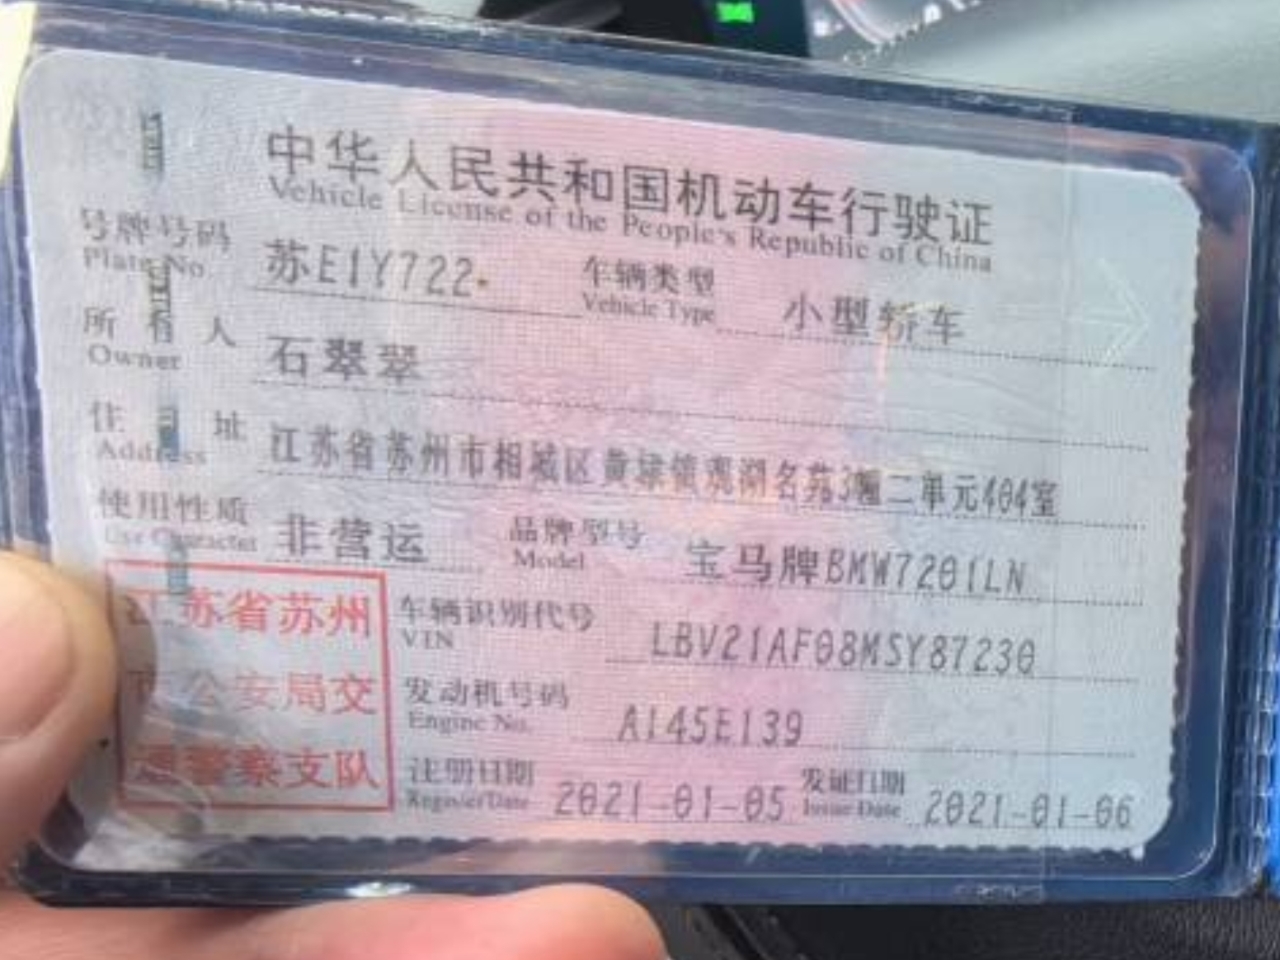 中华人民共和国机动车行驶证
Vehicle License of the People's Republic of China
号牌号码 苏E1Y722 车辆类型 小型轿车
Plate No. Vehicle Type
所有人 石翠翠
Owner
住址 江苏省苏州市相城区黄埭镇观湖名苑3幢二单元404室
Address
使用性质 非营运 品牌型号 宝马牌BMW7201LN
Use Character Model
江苏省苏州
市公安局交
通警察支队
车辆识别代号 LBV21AF08MSY87230
VIN
发动机号码 A145E139
Engine No.
注册日期 2021-01-05 发证日期 2021-01-06
Register Date Issue Date